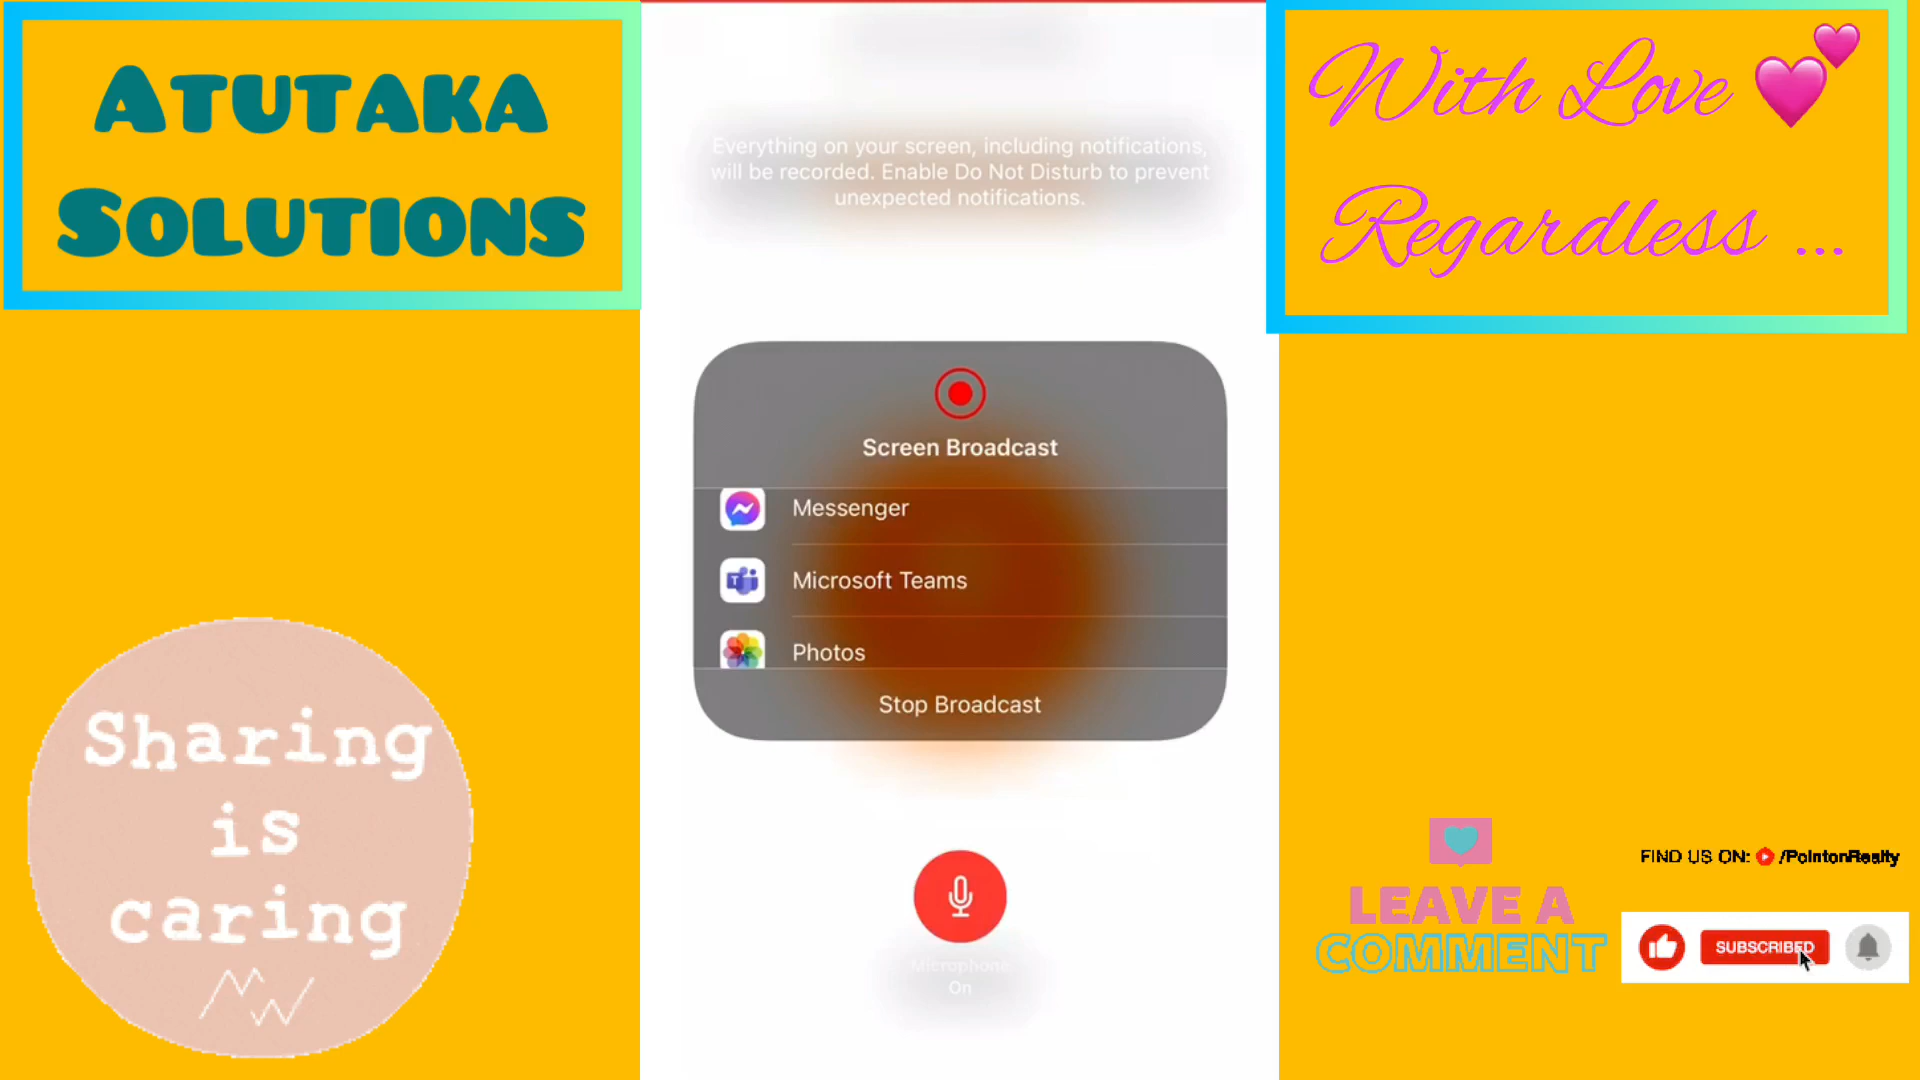 ATUTAKA
SOLUTIONS
Everything on your screen, including notifications,
will be recorded. Enable Do Not Disturb to prevent
unexpected notifications.
With Love
Regardless ...
Screen Broadcast
Messenger
Microsoft Teams
Photos
Stop Broadcast
Microphone
On
Sharing
is
caring
LEAVE A
COMMENT
FIND US ON: /PointonRealty
SUBSCRIBED